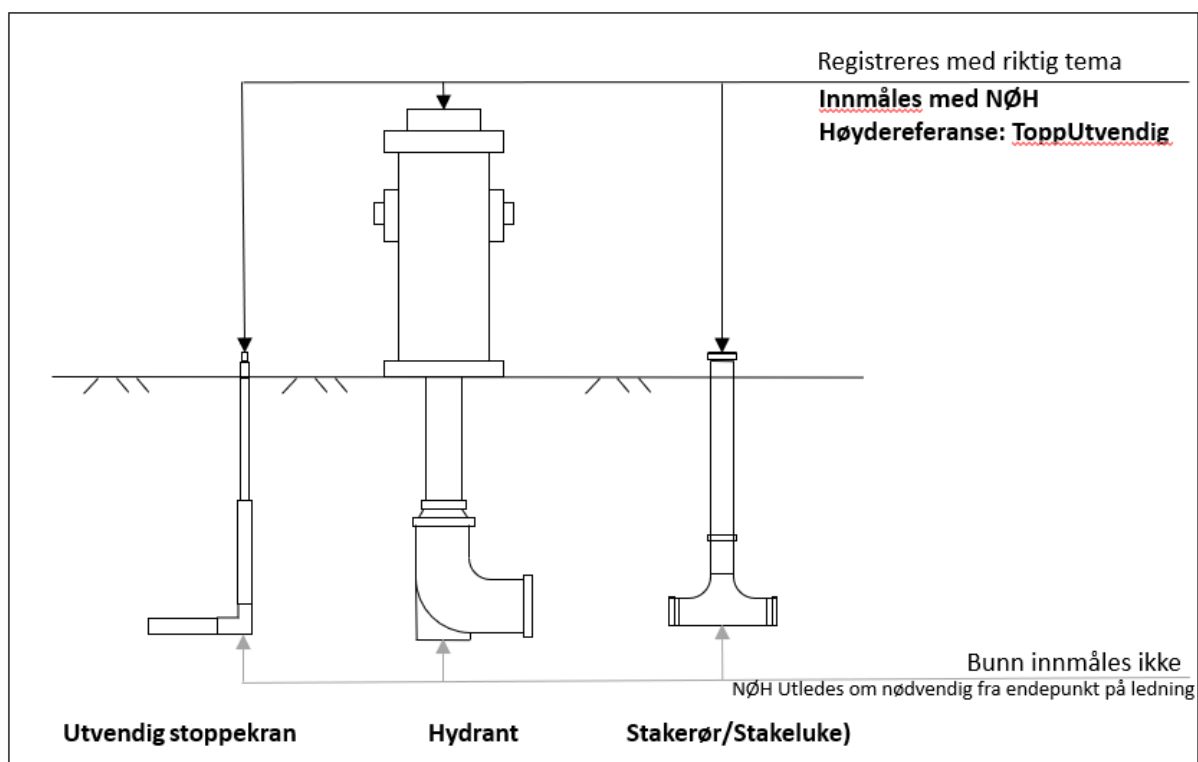 Registreres med riktig tema
Innmåles med NØH
Høydereferanse: ToppUtvendig
Bunn innmåles ikke
NØH Utledes om nødvendig fra endepunkt på ledning
Utvendig stoppekran
Hydrant
Stakerør/Stakeluke)